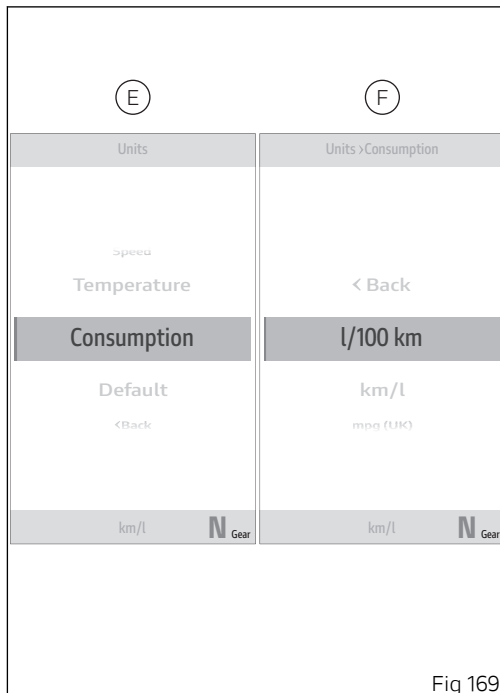 E
F
Units
Speed
Temperature
Consumption
Default
‹Back
km/l
N Gear
Units ›Consumption
‹ Back
l/100 km
km/l
mpg (UK)
km/l
N Gear
Fig 169